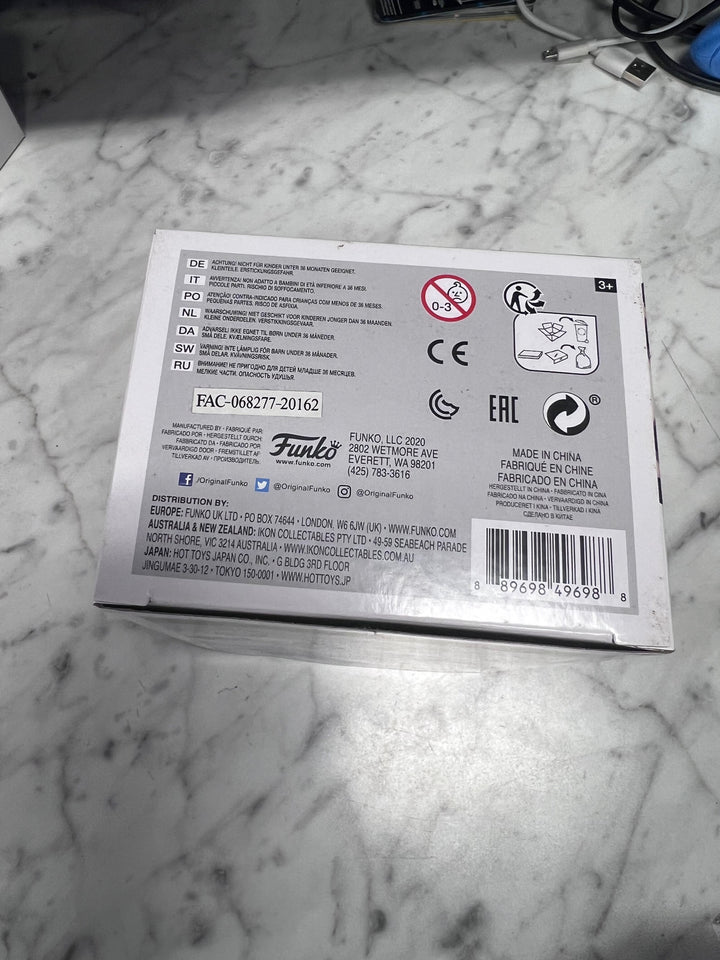 DE ACHTUNG! NICHT FÜR KINDER UNTER 36 MONATEN GEEIGNET.
KLEINTEILE. ERSTICKUNGSGEFAHR.
IT AVVERTENZA! NON ADATTO A BAMBINI DI ETÀ INFERIORE A 36 MESI.
PICCOLE PARTI. RISCHIO DI SOFFOCAMENTO.
PO ATENÇÃO! CONTRA-INDICADO PARA CRIANÇAS COM MENOS DE 36 MESES.
PEQUENAS PARTES. RISCO DE ASFIXIA.
NL WAARSCHUWING! NIET GESCHIKT VOOR KINDEREN JONGER DAN 36 MAANDEN.
KLEINE ONDERDELEN. VERSTIKKINGSGEVAAR.
DA ADVARSEL! IKKE EGNET TIL BØRN UNDER 36 MÅNEDER.
SMÅ DELE. KVÆLNINGSFARE.
SW VARNING! INTE LÄMPLIG FÖR BARN UNDER 36 MÅNADER.
SMÅ DELAR. KVÄVNINGSRISK.
RU ВНИМАНИЕ! НЕ ПРИГОДНО ДЛЯ ДЕТЕЙ МЛАДШЕ 36 МЕСЯЦЕВ.
МЕЛКИЕ ЧАСТИ. ОПАСНОСТЬ УДУШЬЯ.
0-3
3+
CE
EAC
®
FAC-068277-20162
MANUFACTURED BY • FABRIQUÉ PAR:
FABRICADO POR • HERGESTELLT DURCH:
FABBRICATO DA • FABRICADO POR:
VERVAARDIGD DOOR • FREMSTILLET AF:
TILLVERKAD AV • ПРОИЗВОДИТЕЛЬ:
Funko
www.funko.com
FUNKO, LLC 2020
2802 WETMORE AVE
EVERETT, WA 98201
(425) 783-3616
f /OriginalFunko @OriginalFunko @OriginalFunko
MADE IN CHINA
FABRIQUÉ EN CHINE
FABRICADO EN CHINA
HERGESTELLT IN CHINA • FABBRICATO IN CINA
FABRICADO NA CHINA • VERVAARDIGD IN CHINA
PRODUCERET I KINA • TILLVERKAD I KINA
СДЕЛАНО В КИТАЕ
DISTRIBUTION BY:
EUROPE: FUNKO UK LTD • PO BOX 74644 • LONDON. W6 6JW (UK) • WWW.FUNKO.COM
AUSTRALIA & NEW ZEALAND: IKON COLLECTABLES PTY LTD • 49-59 SEABEACH PARADE
NORTH SHORE, VIC 3214 AUSTRALIA • WWW.IKONCOLLECTABLES.COM.AU
JAPAN: HOT TOYS JAPAN CO., INC. • G BLDG 3RD FLOOR
JINGUMAE 3-30-12 • TOKYO 150-0001 • WWW.HOTTOYS.JP
8 89698 49698 8